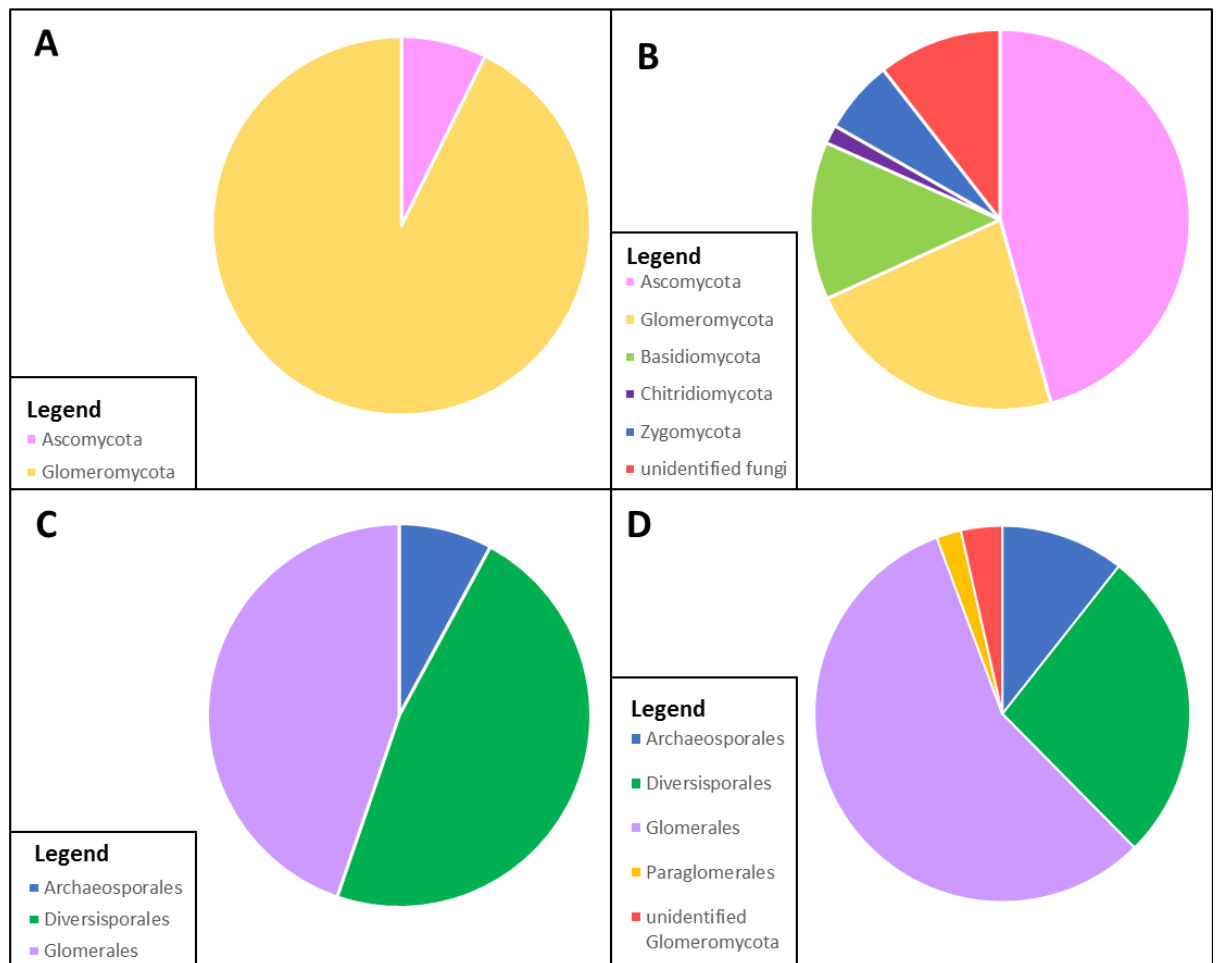 A
Legend
Ascomycota
Glomeromycota
B
Legend
Ascomycota
Glomeromycota
Basidiomycota
Chitridiomycota
Zygomycota
unidentified fungi
C
Legend
Archaeosporales
Diversisporales
Glomerales
D
Legend
Archaeosporales
Diversisporales
Glomerales
Paraglomerales
unidentified
Glomeromycota